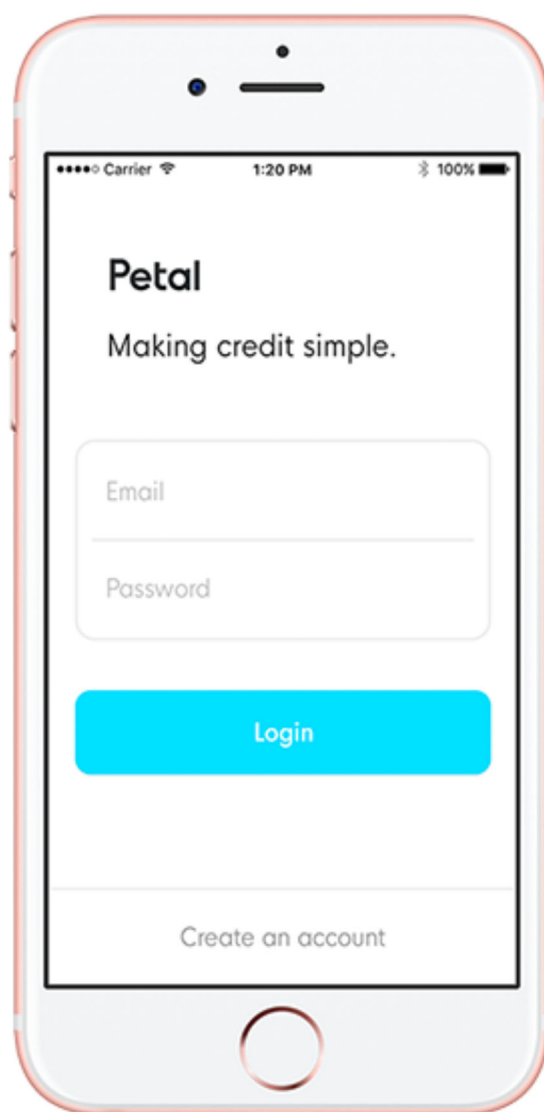 Carrier 1:20 PM 100%
Petal
Making credit simple.
Email
Password
Login
Create an account